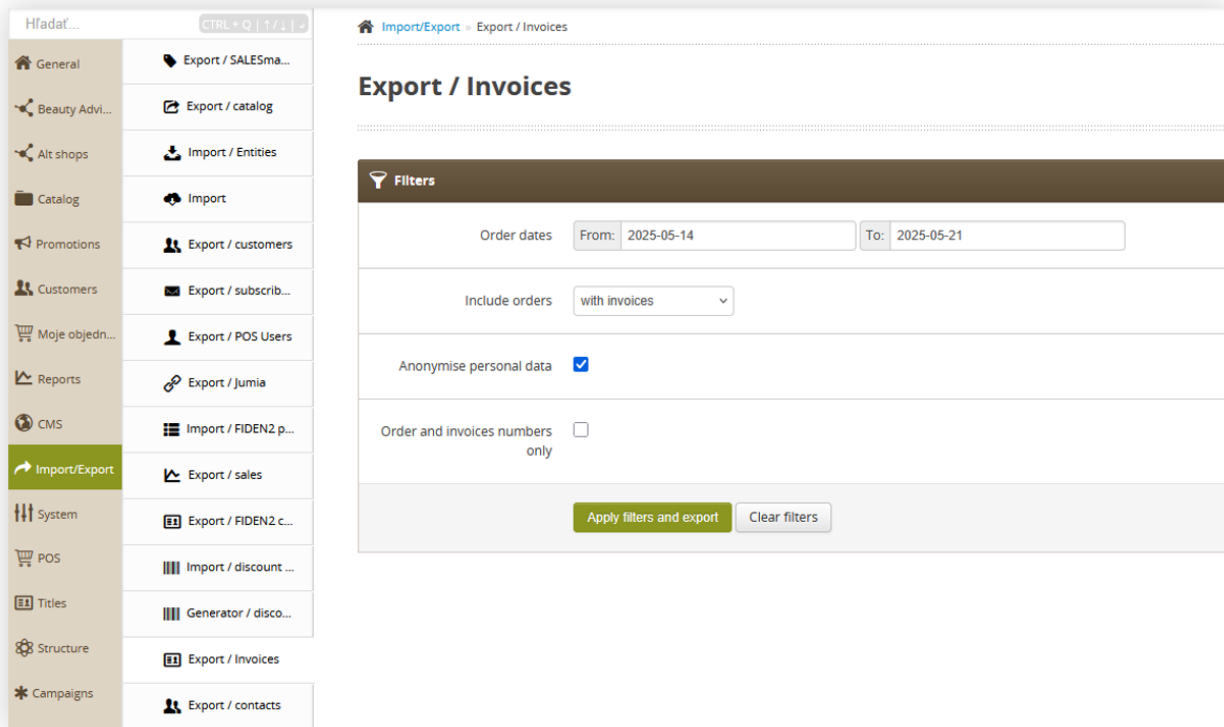 Hľadať...
CTRL + Q | ↑ / ↓ |
General
Beauty Advi...
Alt shops
Catalog
Promotions
Customers
Moje objedn...
Reports
CMS
Import/Export
System
POS
Titles
Structure
Campaigns
Export / SALESma...
Export / catalog
Import / Entities
Import
Export / customers
Export / subscrib...
Export / POS Users
Export / Jumia
Import / FIDEN2 p...
Export / sales
Export / FIDEN2 c...
Import / discount ...
Generator / disco...
Export / Invoices
Export / contacts
Import/Export » Export / Invoices
Export / Invoices
Filters
Order dates From: 2025-05-14 To: 2025-05-21
Include orders with invoices
Anonymise personal data
Order and invoices numbers
only
Apply filters and export Clear filters